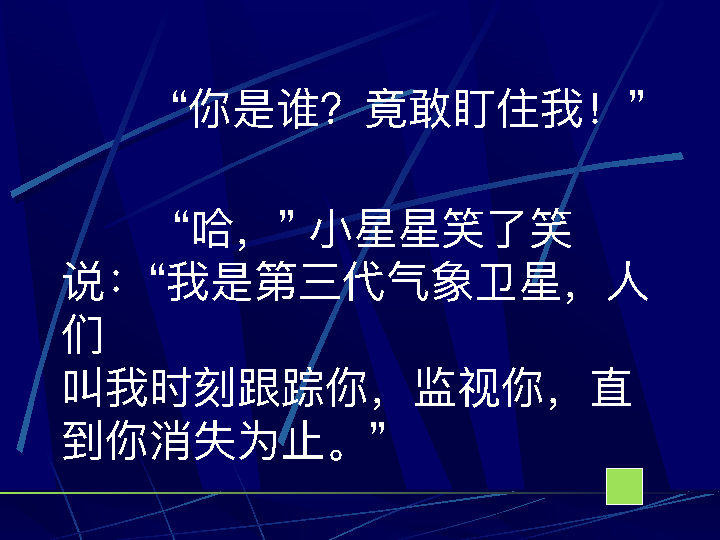 “你是谁？竟敢盯住我！”
“哈，”小星星笑了笑
说：“我是第三代气象卫星，人
们
叫我时刻跟踪你，监视你，直
到你消失为止。”